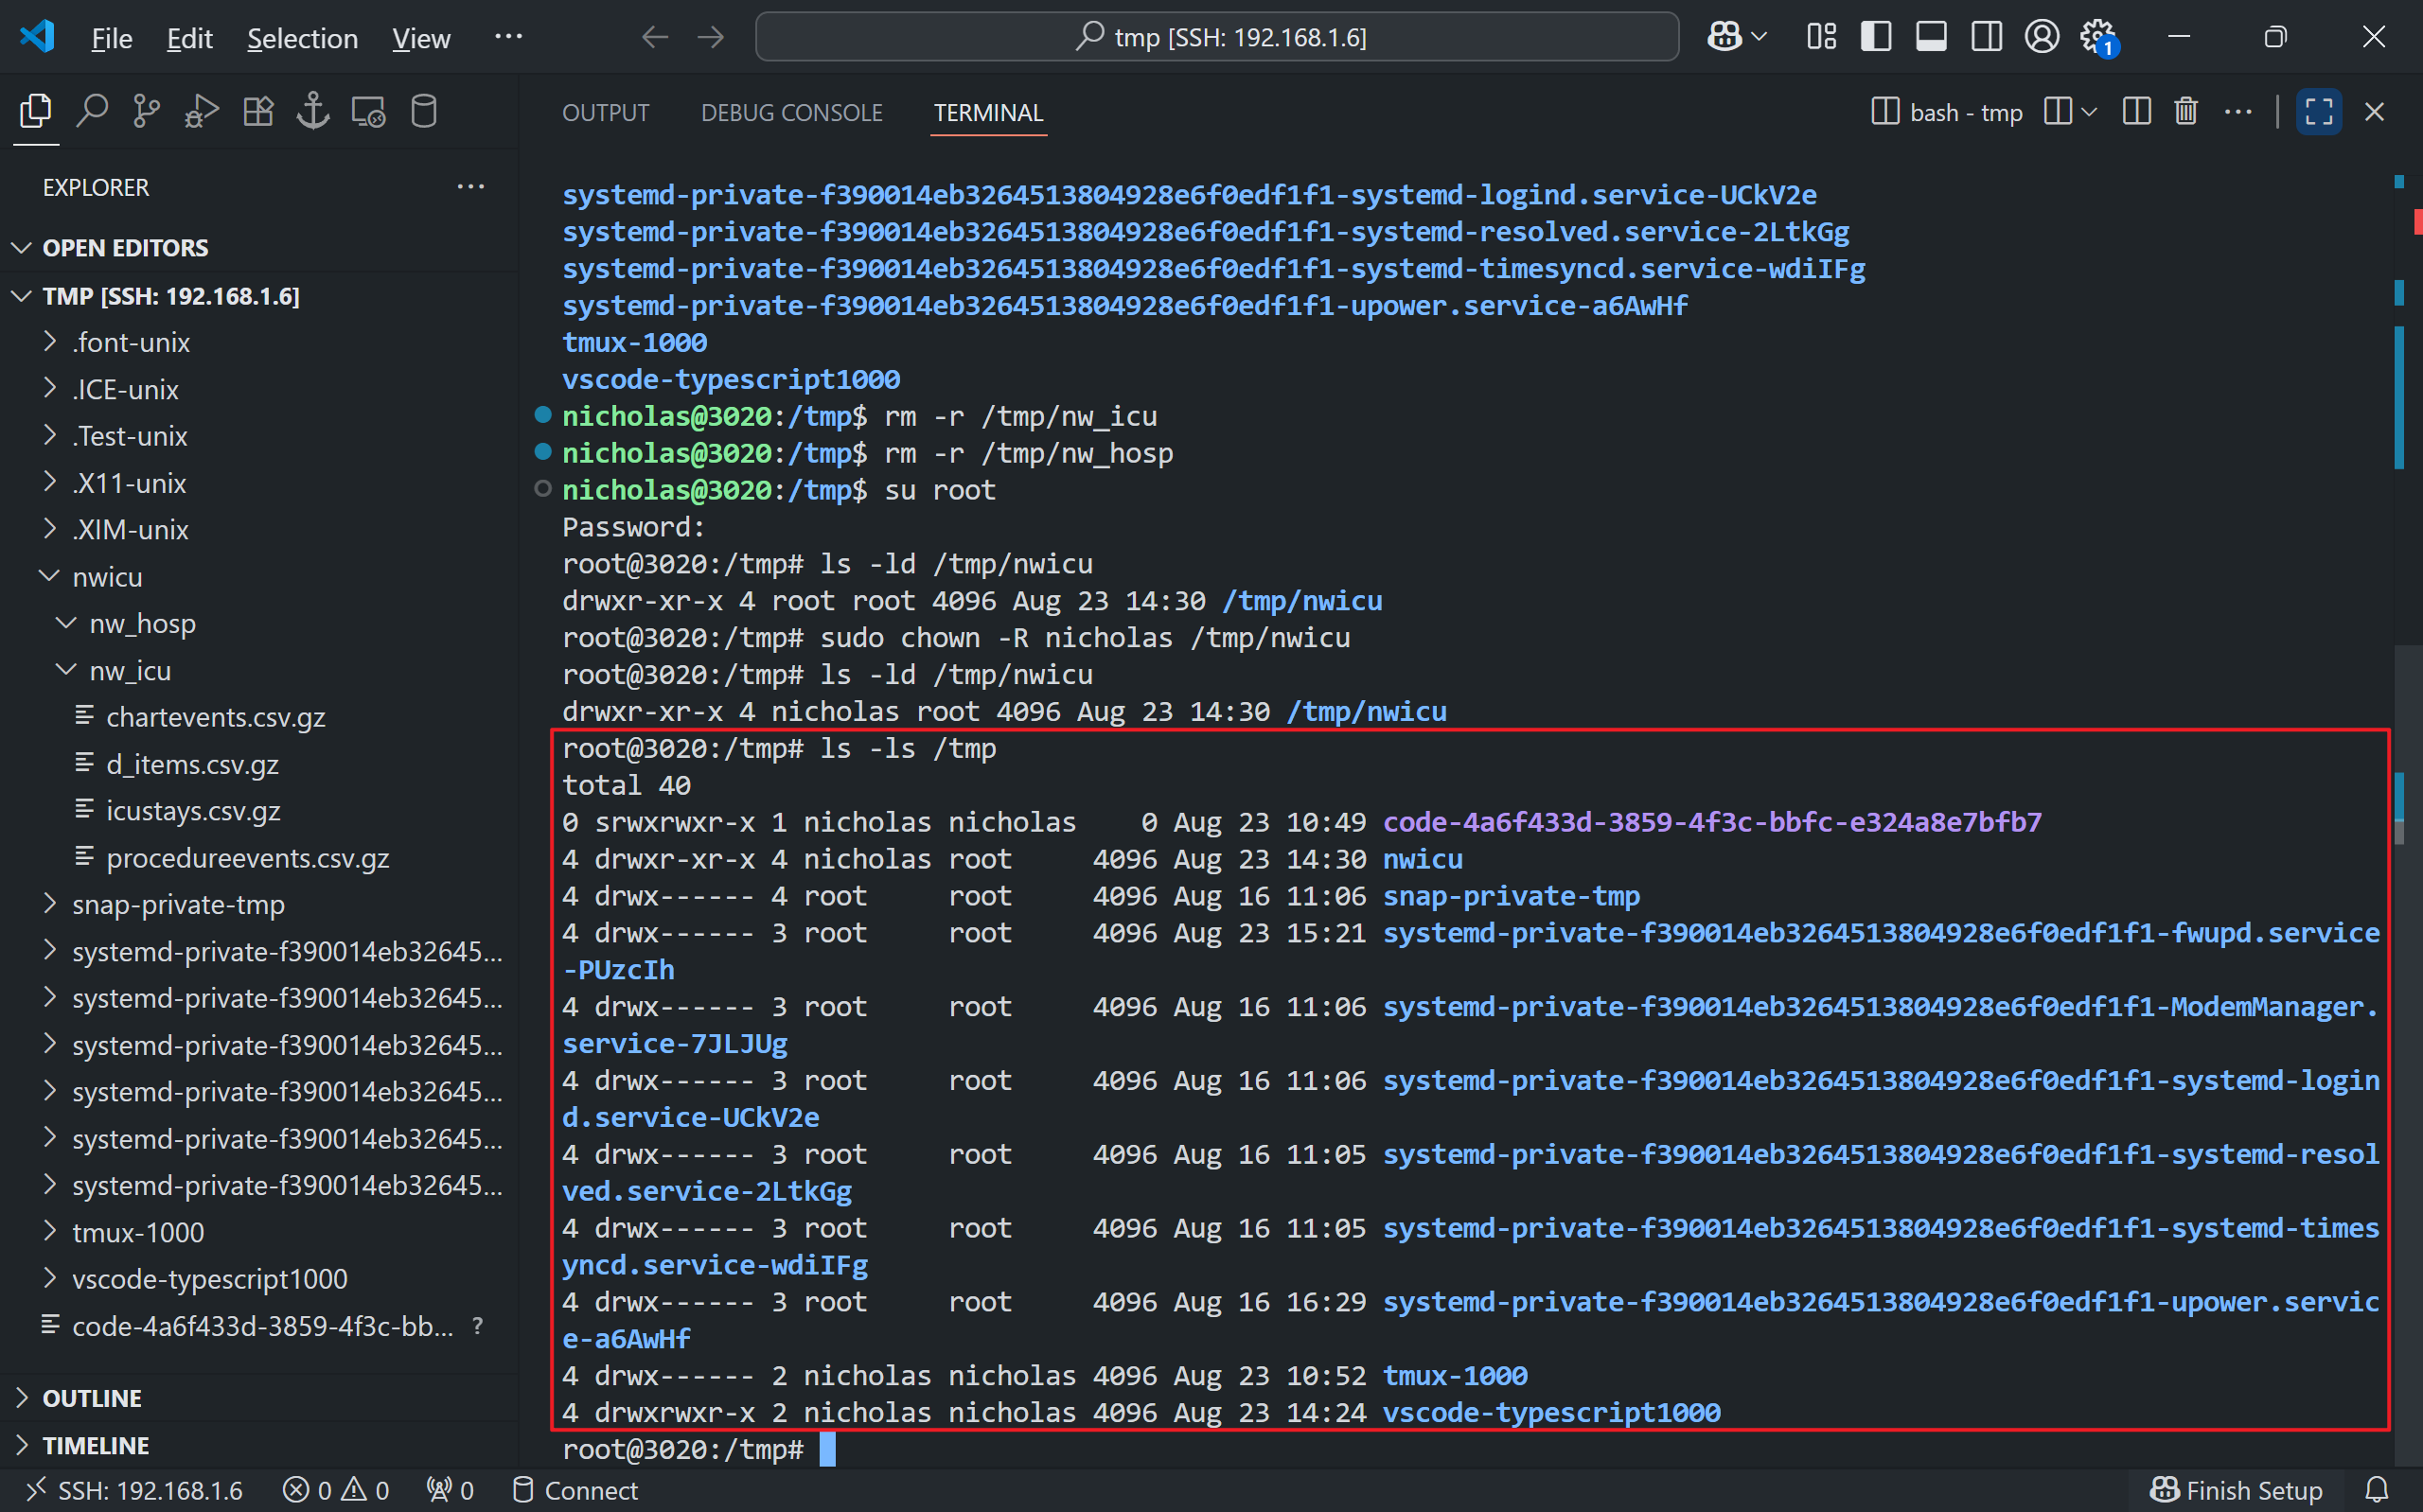 File Edit Selection View ··· tmp [SSH: 192.168.1.6] 1
EXPLORER ···
OPEN EDITORS
TMP [SSH: 192.168.1.6]
.font-unix
.ICE-unix
.Test-unix
.X11-unix
.XIM-unix
nwicu
nw_hosp
nw_icu
chartevents.csv.gz
d_items.csv.gz
icustays.csv.gz
procedureevents.csv.gz
snap-private-tmp
systemd-private-f390014eb32645...
systemd-private-f390014eb32645...
systemd-private-f390014eb32645...
systemd-private-f390014eb32645...
systemd-private-f390014eb32645...
systemd-private-f390014eb32645...
tmux-1000
vscode-typescript1000
code-4a6f433d-3859-4f3c-bb... ?
OUTLINE
TIMELINE
OUTPUT DEBUG CONSOLE TERMINAL bash - tmp ···
systemd-private-f390014eb3264513804928e6f0edf1f1-systemd-logind.service-UCkV2e
systemd-private-f390014eb3264513804928e6f0edf1f1-systemd-resolved.service-2LtkGg
systemd-private-f390014eb3264513804928e6f0edf1f1-systemd-timesyncd.service-wdiIFg
systemd-private-f390014eb3264513804928e6f0edf1f1-upower.service-a6AwHf
tmux-1000
vscode-typescript1000
nicholas@3020:/tmp$ rm -r /tmp/nw_icu
nicholas@3020:/tmp$ rm -r /tmp/nw_hosp
nicholas@3020:/tmp$ su root
Password:
root@3020:/tmp# ls -ld /tmp/nwicu
drwxr-xr-x 4 root root 4096 Aug 23 14:30 /tmp/nwicu
root@3020:/tmp# sudo chown -R nicholas /tmp/nwicu
root@3020:/tmp# ls -ld /tmp/nwicu
drwxr-xr-x 4 nicholas root 4096 Aug 23 14:30 /tmp/nwicu
root@3020:/tmp# ls -ls /tmp
total 40
0 srwxrwxr-x 1 nicholas nicholas 0 Aug 23 10:49 code-4a6f433d-3859-4f3c-bbfc-e324a8e7bfb7
4 drwxr-xr-x 4 nicholas root 4096 Aug 23 14:30 nwicu
4 drwx------ 4 root root 4096 Aug 16 11:06 snap-private-tmp
4 drwx------ 3 root root 4096 Aug 23 15:21 systemd-private-f390014eb3264513804928e6f0edf1f1-fwupd.service
-PUzcIh
4 drwx------ 3 root root 4096 Aug 16 11:06 systemd-private-f390014eb3264513804928e6f0edf1f1-ModemManager.
service-7JLJUg
4 drwx------ 3 root root 4096 Aug 16 11:06 systemd-private-f390014eb3264513804928e6f0edf1f1-systemd-login
d.service-UCkV2e
4 drwx------ 3 root root 4096 Aug 16 11:05 systemd-private-f390014eb3264513804928e6f0edf1f1-systemd-resol
ved.service-2LtkGg
4 drwx------ 3 root root 4096 Aug 16 11:05 systemd-private-f390014eb3264513804928e6f0edf1f1-systemd-times
yncd.service-wdiIFg
4 drwx------ 3 root root 4096 Aug 16 16:29 systemd-private-f390014eb3264513804928e6f0edf1f1-upower.servic
e-a6AwHf
4 drwx------ 2 nicholas nicholas 4096 Aug 23 10:52 tmux-1000
4 drwxrwxr-x 2 nicholas nicholas 4096 Aug 23 14:24 vscode-typescript1000
root@3020:/tmp#
SSH: 192.168.1.6 0 0 0 Connect Finish Setup